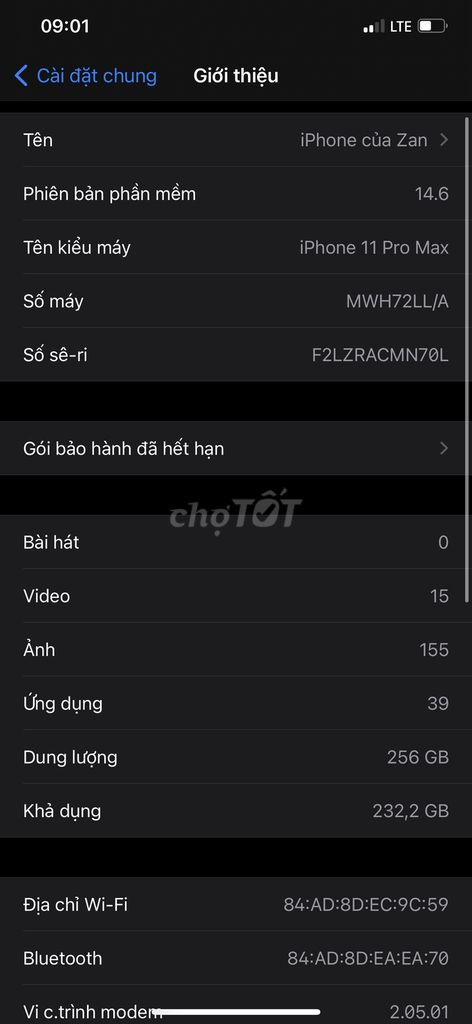 09:01 LTE
Cài đặt chung Giới thiệu
Tên iPhone của Zan
Phiên bản phần mềm 14.6
Tên kiểu máy iPhone 11 Pro Max
Số máy MWH72LL/A
Số sê-ri F2LZRACMN70L
Gói bảo hành đã hết hạn
chợTỐT
Bài hát 0
Video 15
Ảnh 155
Ứng dụng 39
Dung lượng 256 GB
Khả dụng 232,2 GB
Địa chỉ Wi-Fi 84:AD:8D:EC:9C:59
Bluetooth 84:AD:8D:EA:EA:70
Vi c.trình modem 2.05.01